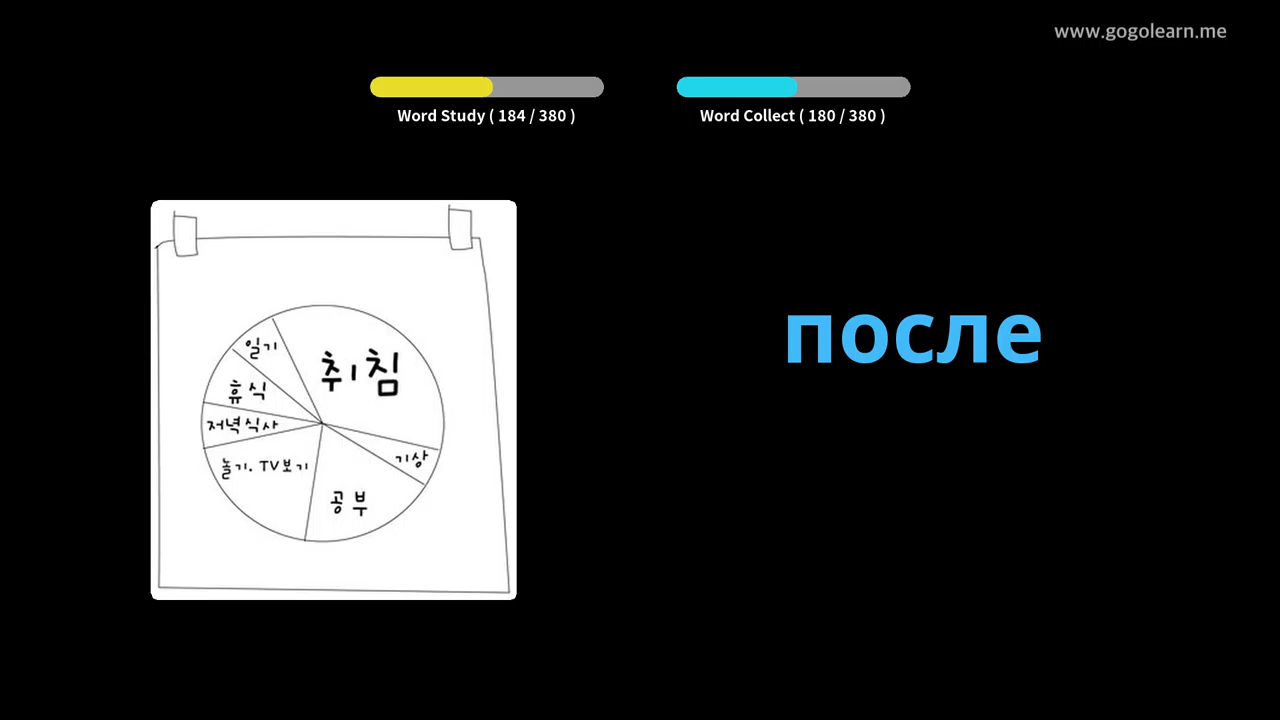 www.gogolearn.me
Word Study ( 184 / 380 )
Word Collect ( 180 / 380 )
일기
취침
휴식
저녁식사
놀기. TV보기
기상
공부
после